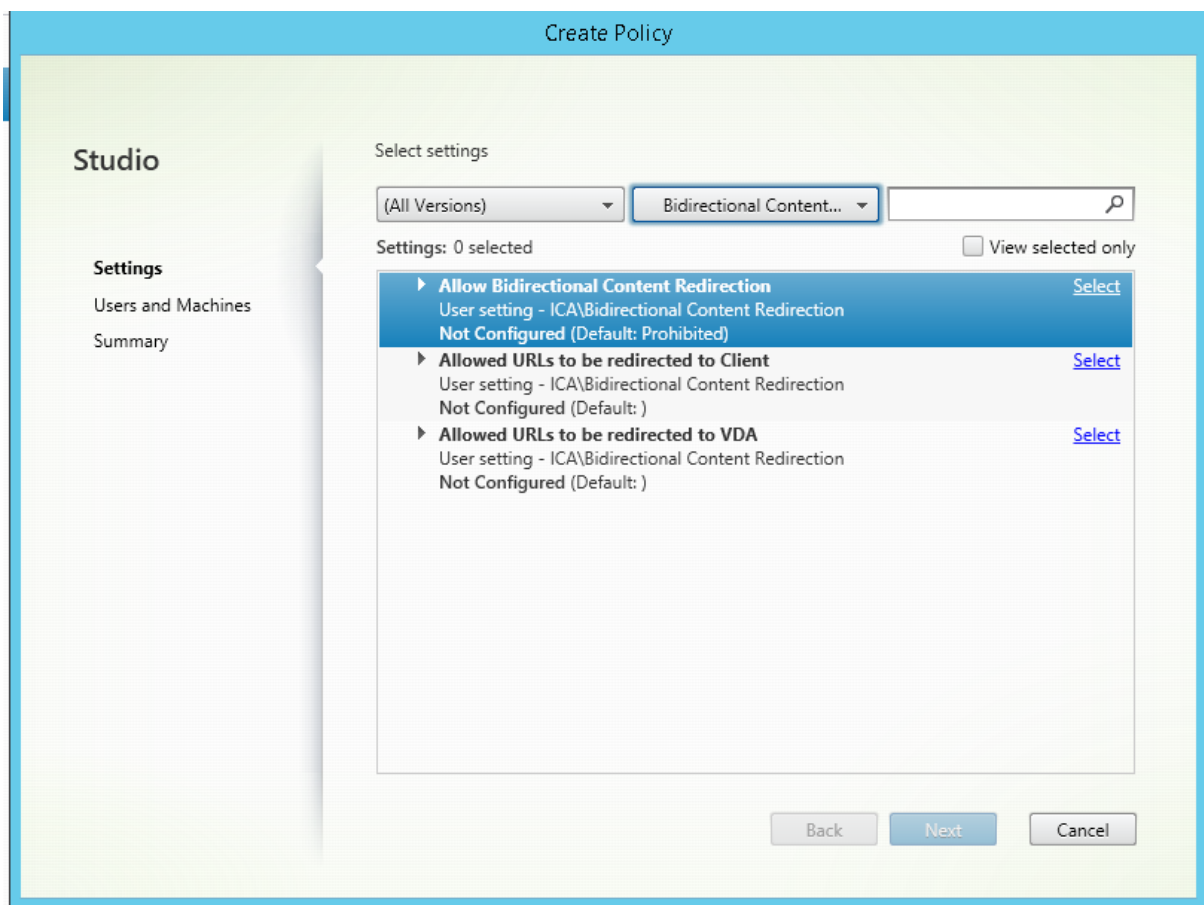 Create Policy
Studio
Select settings
(All Versions)
Bidirectional Content...
Settings: 0 selected
View selected only
Settings
Users and Machines
Summary
Allow Bidirectional Content Redirection
Select
User setting - ICA\Bidirectional Content Redirection
Not Configured (Default: Prohibited)
Allowed URLs to be redirected to Client
Select
User setting - ICA\Bidirectional Content Redirection
Not Configured (Default: )
Allowed URLs to be redirected to VDA
Select
User setting - ICA\Bidirectional Content Redirection
Not Configured (Default: )
Back
Next
Cancel